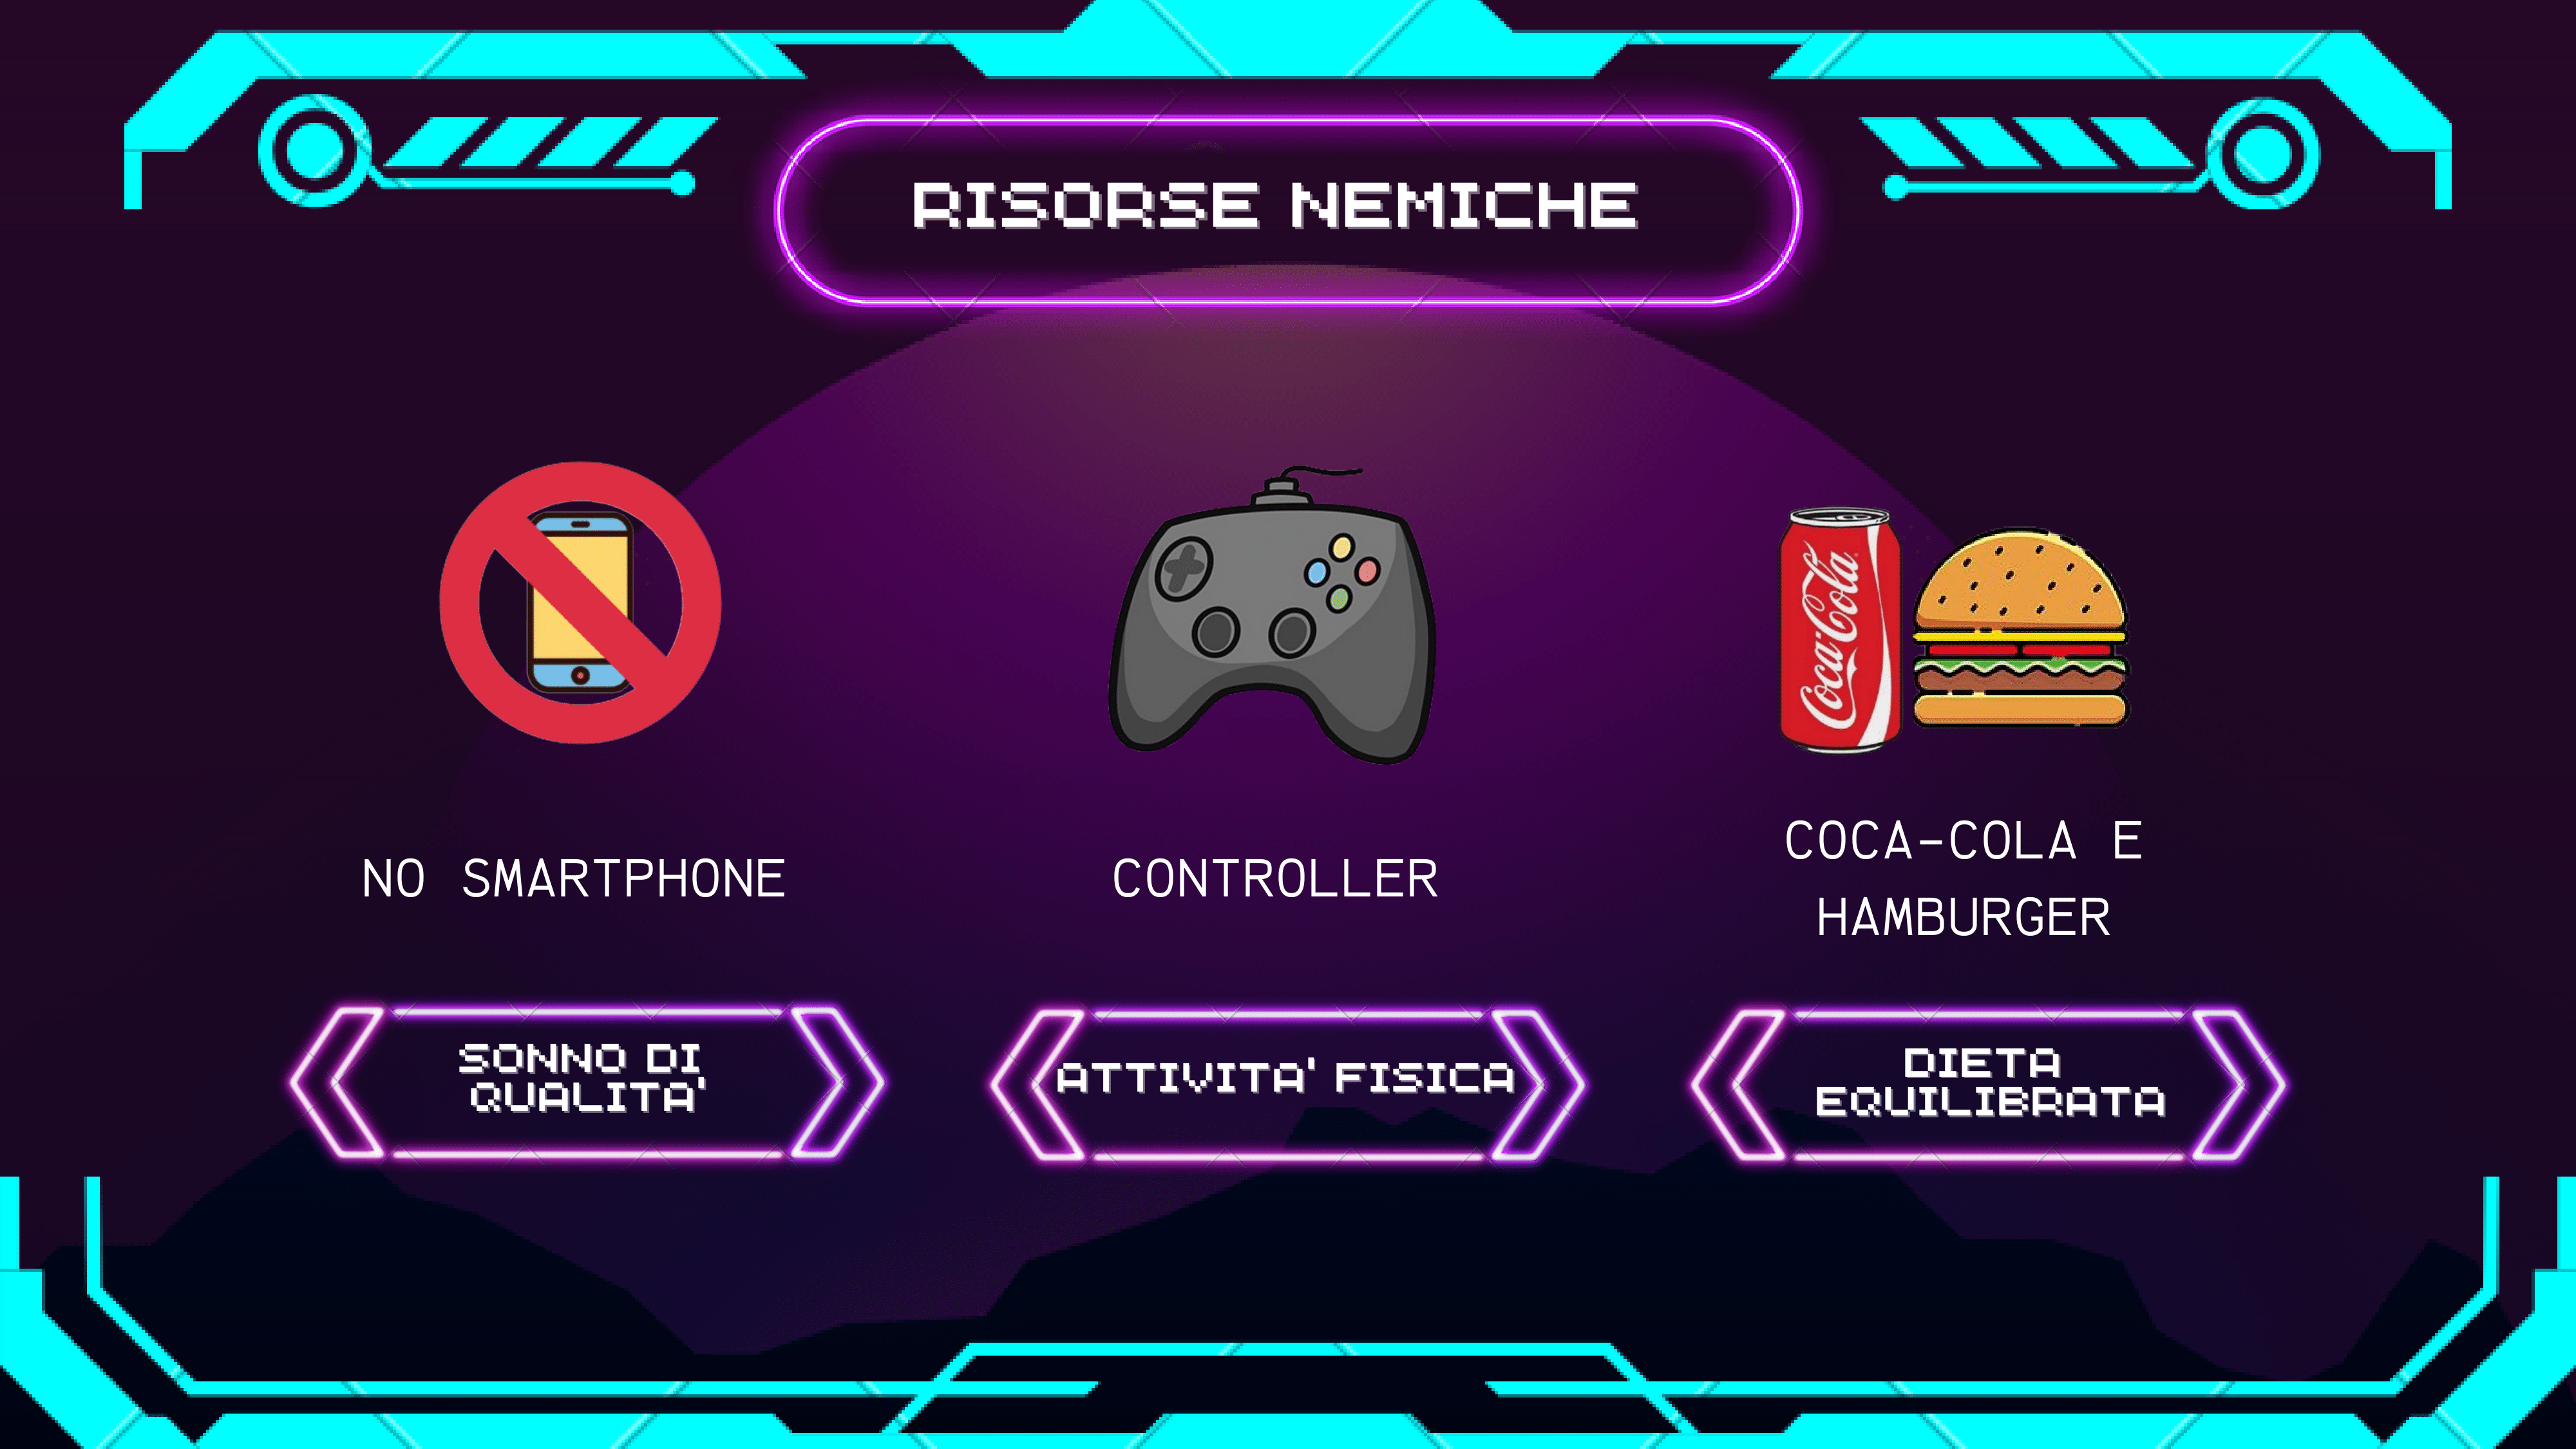 RISORSE NEMICHE
Coca-Cola
NO SMARTPHONE
CONTROLLER
COCA-COLA E
HAMBURGER
SONNO DI
QUALITA'
ATTIVITA' FISICA
DIETA
EQUILIBRATA